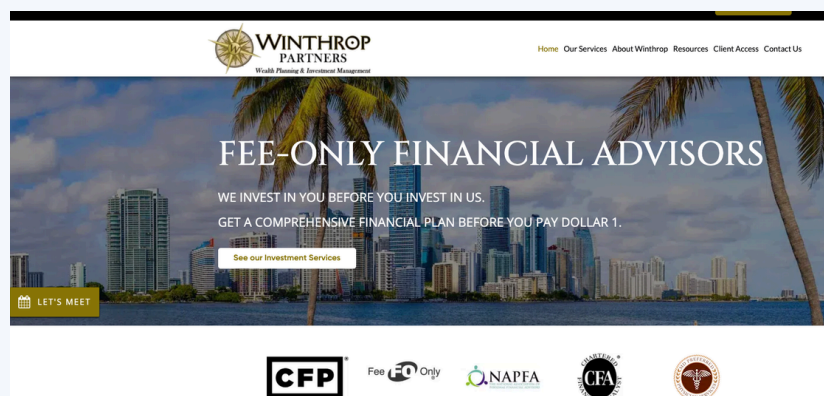 WINTHROP
PARTNERS
Wealth Planning & Investment Management
Home Our Services About Winthrop Resources Client Access Contact Us
FEE-ONLY FINANCIAL ADVISORS
WE INVEST IN YOU BEFORE YOU INVEST IN US.
GET A COMPREHENSIVE FINANCIAL PLAN BEFORE YOU PAY DOLLAR 1.
See our Investment Services
LET'S MEET
CFP®
Fee FO Only
NAPFA
CHARTERED
CFA®